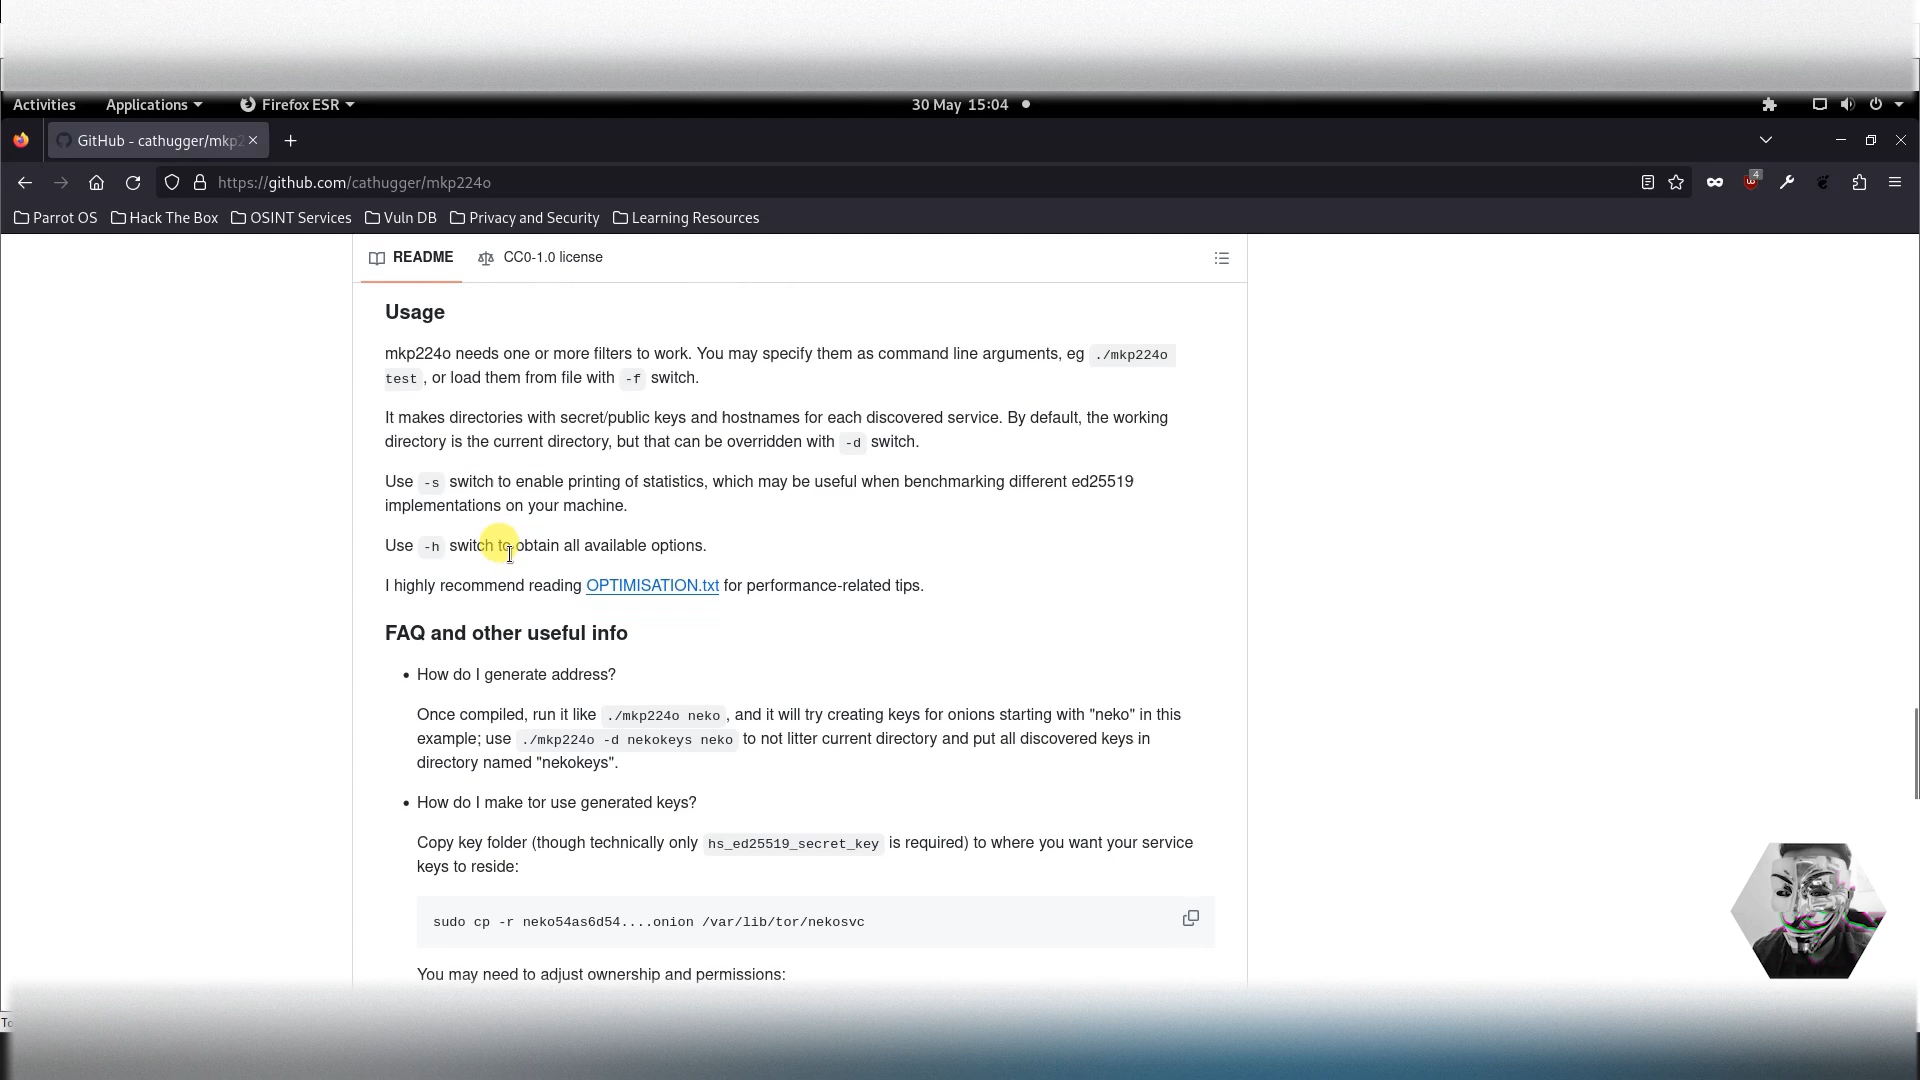 Activities Applications Firefox ESR 30 May 15:04
GitHub - cathugger/mkp2
https://github.com/cathugger/mkp224o 4
Parrot OS Hack The Box OSINT Services Vuln DB Privacy and Security Learning Resources
README CC0-1.0 license
Usage
mkp224o needs one or more filters to work. You may specify them as command line arguments, eg ./mkp224o
test , or load them from file with -f switch.
It makes directories with secret/public keys and hostnames for each discovered service. By default, the working
directory is the current directory, but that can be overridden with -d switch.
Use -s switch to enable printing of statistics, which may be useful when benchmarking different ed25519
implementations on your machine.
Use -h switch to obtain all available options.
I highly recommend reading OPTIMISATION.txt for performance-related tips.
FAQ and other useful info
• How do I generate address?
Once compiled, run it like ./mkp224o neko , and it will try creating keys for onions starting with "neko" in this
example; use ./mkp224o -d nekokeys neko to not litter current directory and put all discovered keys in
directory named "nekokeys".
• How do I make tor use generated keys?
Copy key folder (though technically only hs_ed25519_secret_key is required) to where you want your service
keys to reside:
sudo cp -r neko54as6d54....onion /var/lib/tor/nekosvc
You may need to adjust ownership and permissions: